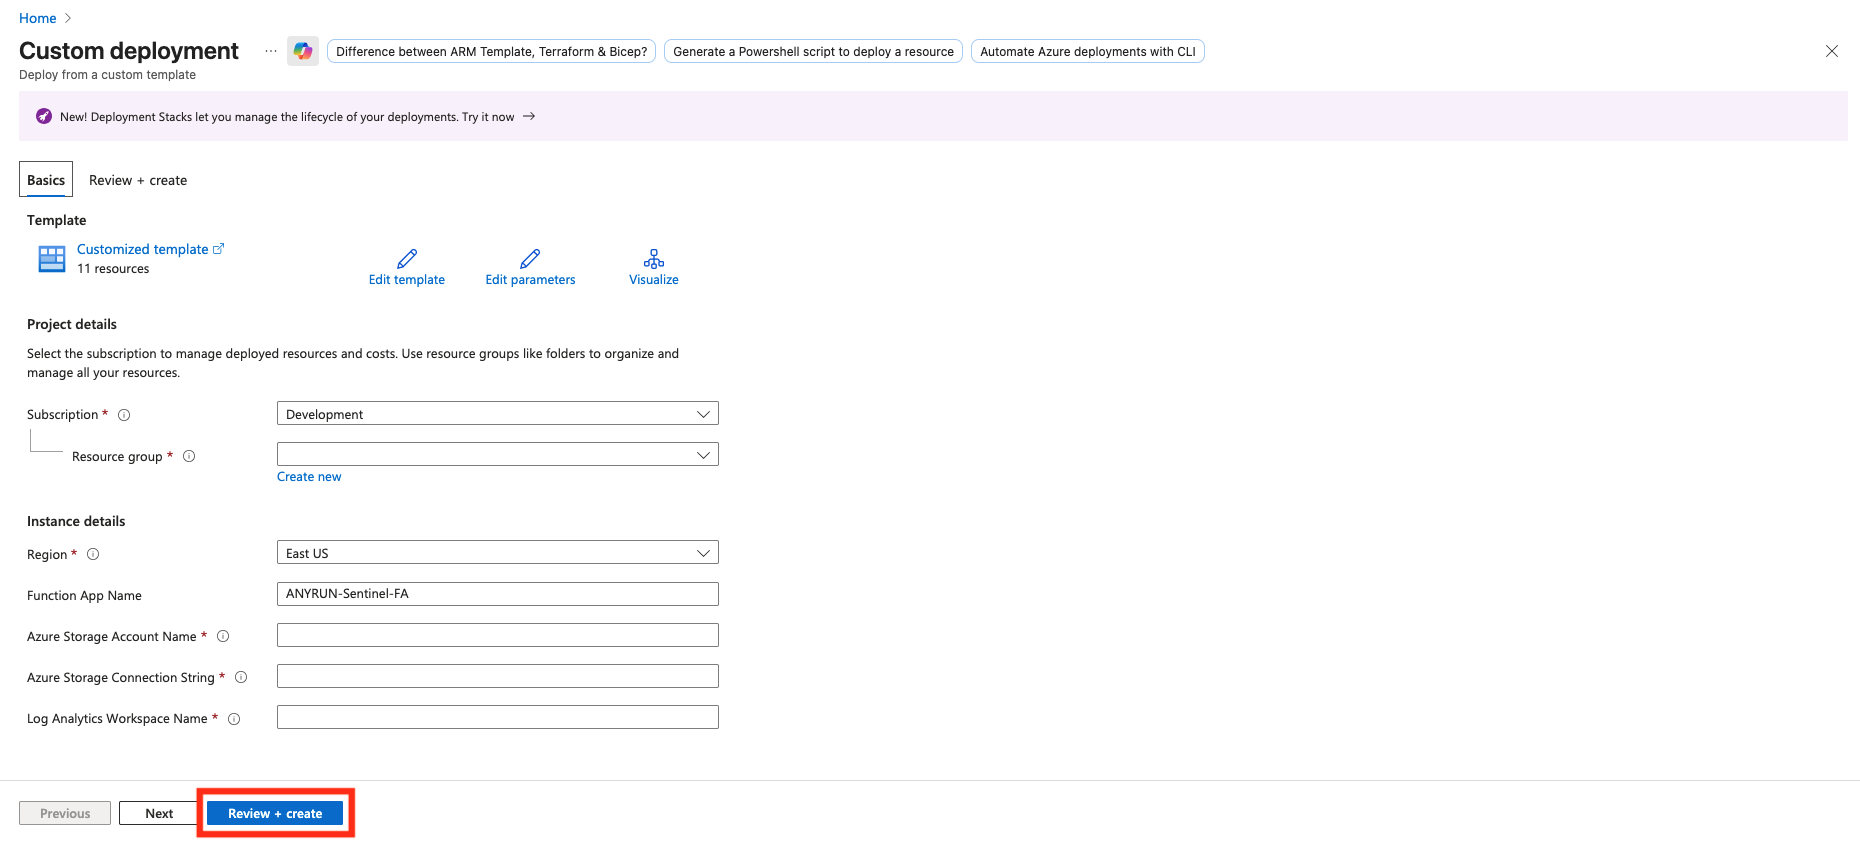 Home >
Custom deployment ...
Difference between ARM Template, Terraform & Bicep?
Generate a Powershell script to deploy a resource
Automate Azure deployments with CLI
Deploy from a custom template
New! Deployment Stacks let you manage the lifecycle of your deployments. Try it now →
Basics
Review + create
Template
Customized template
11 resources
Edit template
Edit parameters
Visualize
Project details
Select the subscription to manage deployed resources and costs. Use resource groups like folders to organize and
manage all your resources.
Subscription *
Development
Resource group *
Create new
Instance details
Region *
East US
Function App Name
ANYRUN-Sentinel-FA
Azure Storage Account Name *
Azure Storage Connection String *
Log Analytics Workspace Name *
Previous
Next
Review + create